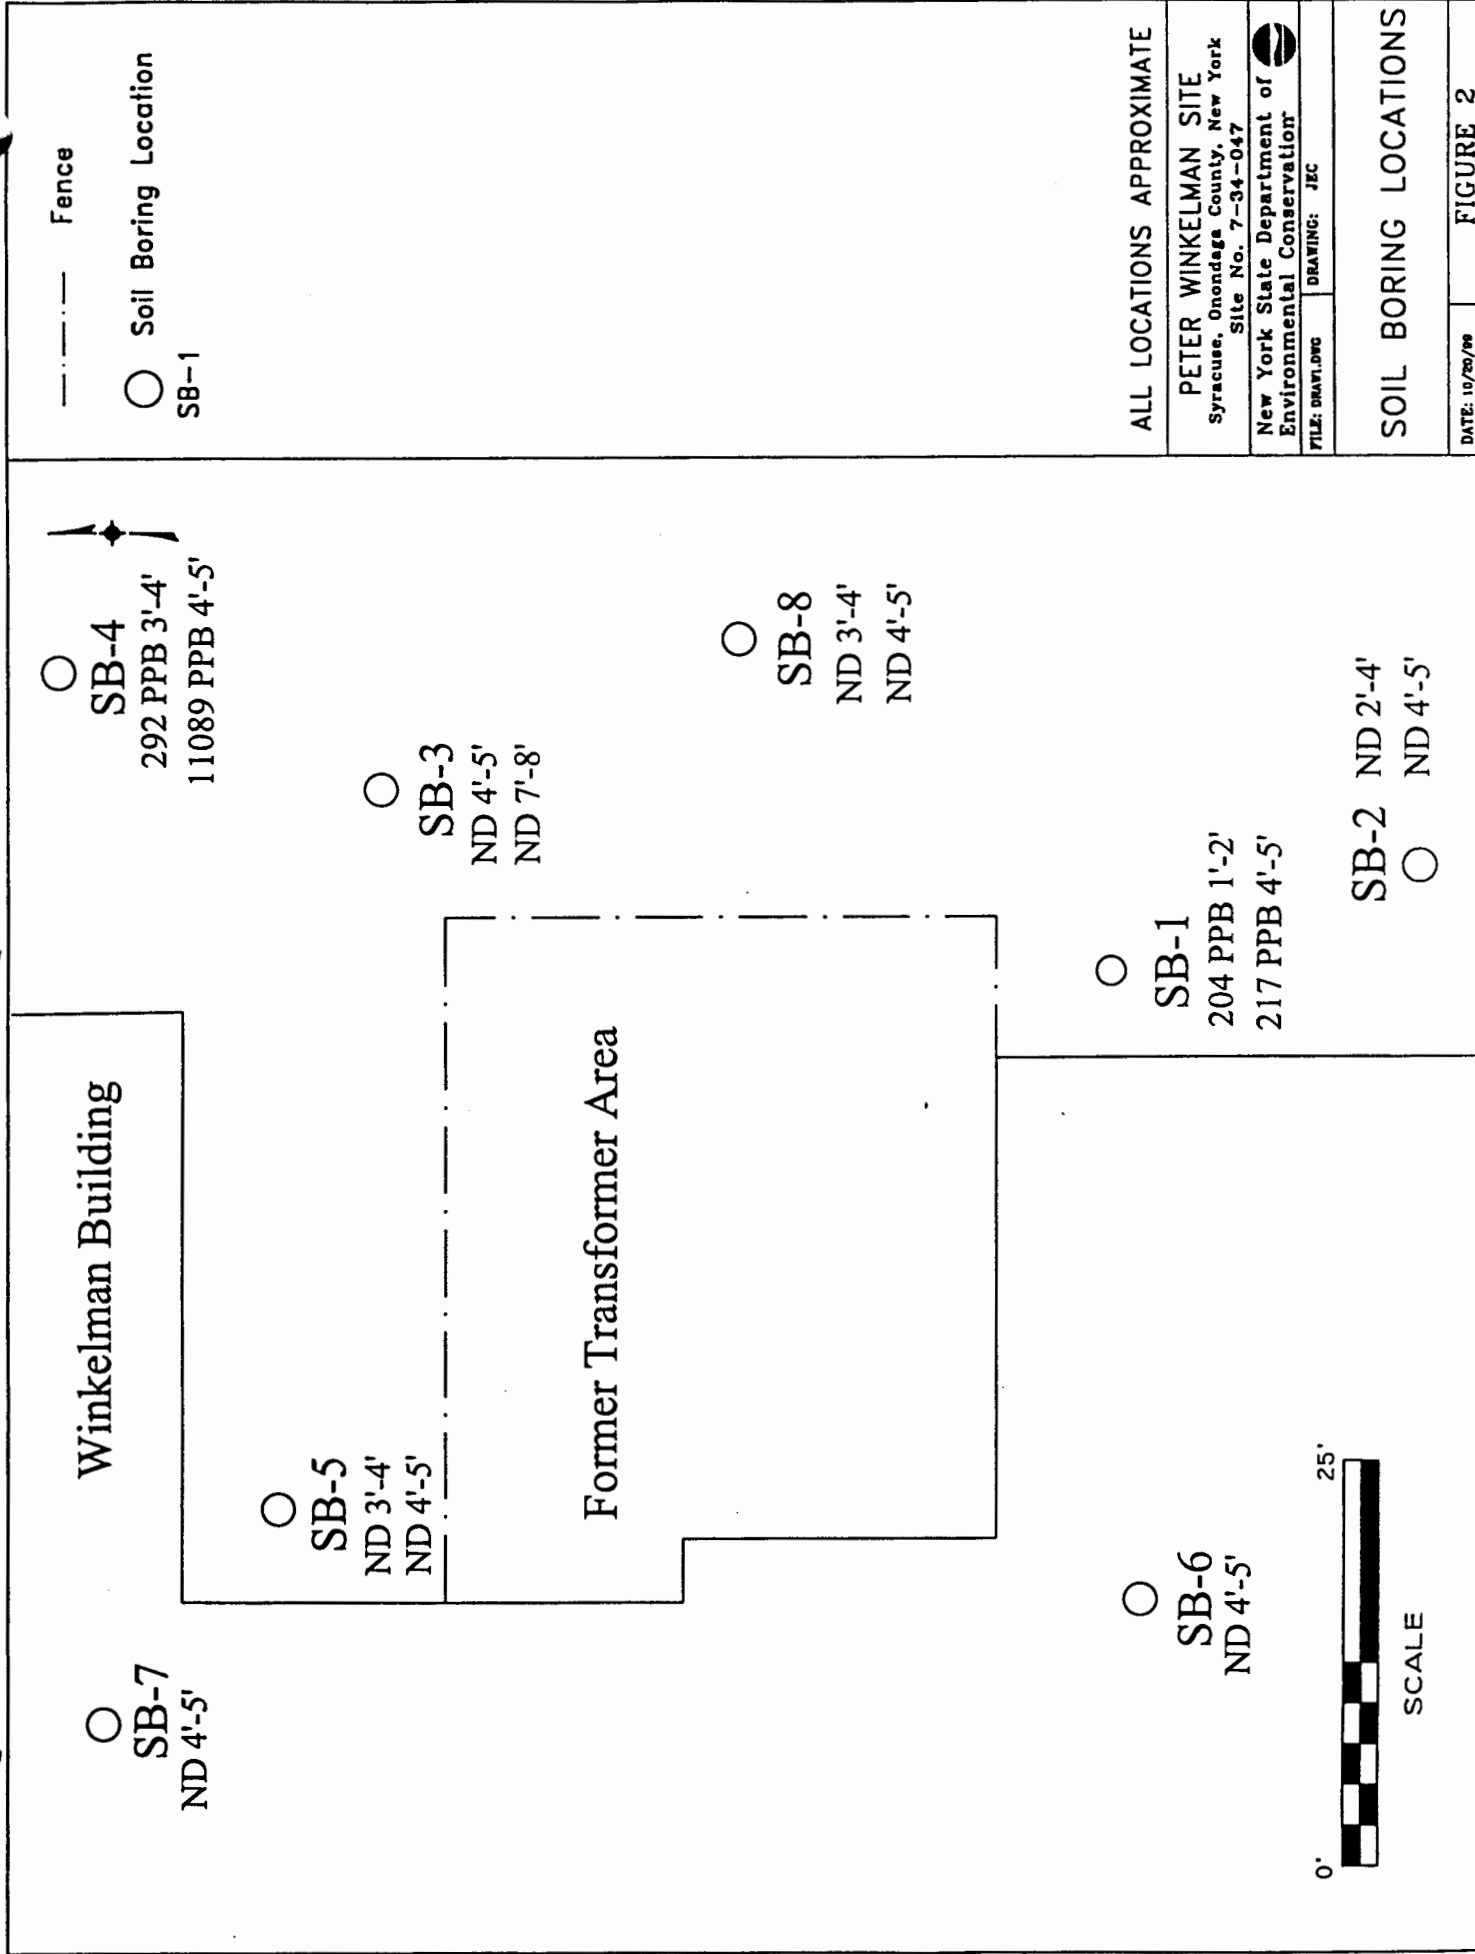 Winkelman Building
SB-7
ND 4'-5'
SB-5
ND 3'-4'
ND 4'-5'
SB-4
292 PPB 3'-4'
11089 PPB 4'-5'
SB-3
ND 4'-5'
ND 7'-8'
Former Transformer Area
SB-8
ND 3'-4'
ND 4'-5'
SB-6
ND 4'-5'
SB-1
204 PPB 1'-2'
217 PPB 4'-5'
SB-2
ND 2'-4'
ND 4'-5'
0'
25'
SCALE
Fence
Soil Boring Location
SB-1
ALL LOCATIONS APPROXIMATE
PETER WINKELMAN SITE
Syracuse, Onondaga County, New York
Site No. 7-34-047
New York State Department of
Environmental Conservation
FILE: DRAW1.DWG
DRAWING: JEC
SOIL BORING LOCATIONS
DATE: 10/20/99
FIGURE 2